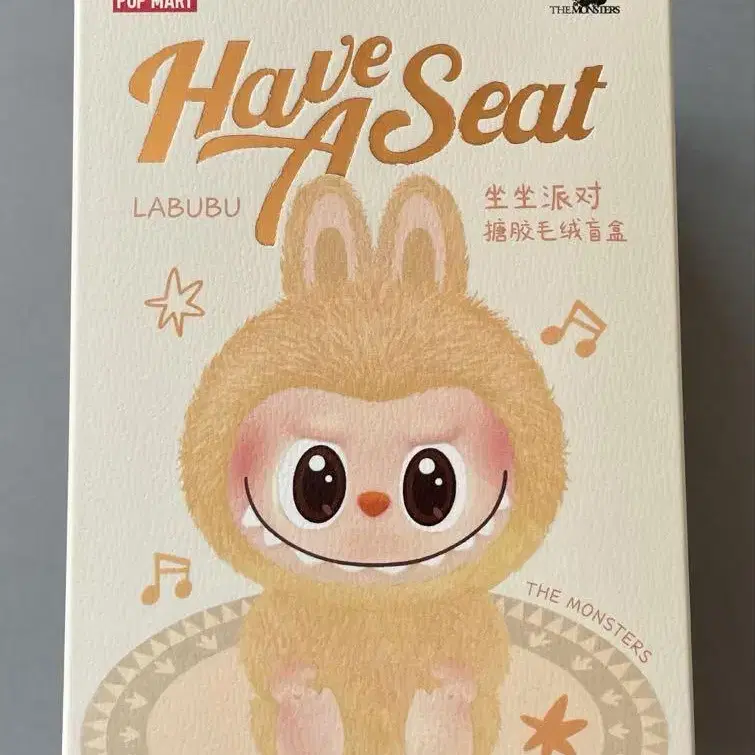 POP MART
THE MONSTERS
Have
A Seat
LABUBU
坐坐派对
搪胶毛绒盲盒
THE MONSTERS